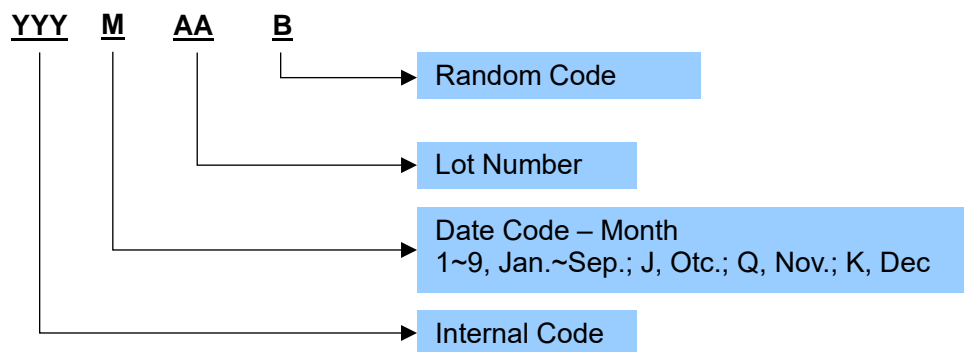 YYY M AA B
Random Code
Lot Number
Date Code – Month
1~9, Jan.~Sep.; J, Otc.; Q, Nov.; K, Dec
Internal Code